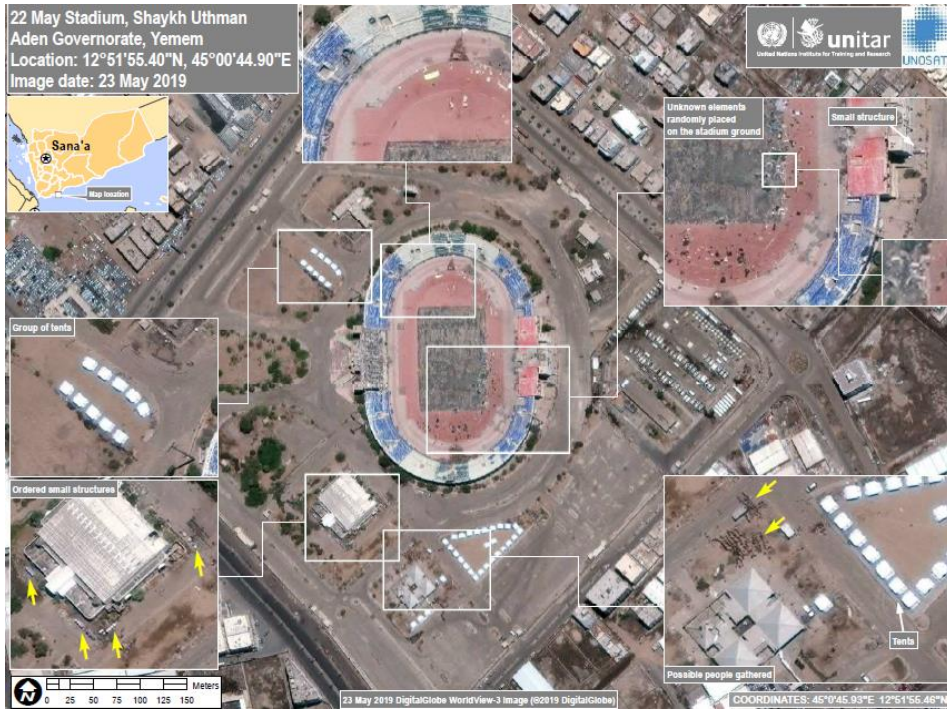 22 May Stadium, Shaykh Uthman
Aden Governorate, Yemem
Location: 12°51'55.40"N, 45°00'44.90"E
Image date: 23 May 2019
unitar
United Nations Institute for Training and Research
UNOSAT
Sana'a
Map location
Unknown elements
randomly placed
on the stadium ground
Small structure
Group of tents
Ordered small structures
Tents
Possible people gathered
N
Meters
0 25 50 75 100 125 150
23 May 2019 DigitalGlobe WorldView-3 Image (©2019 DigitalGlobe)
COORDINATES: 45°0'45.93"E 12°51'55.46"N